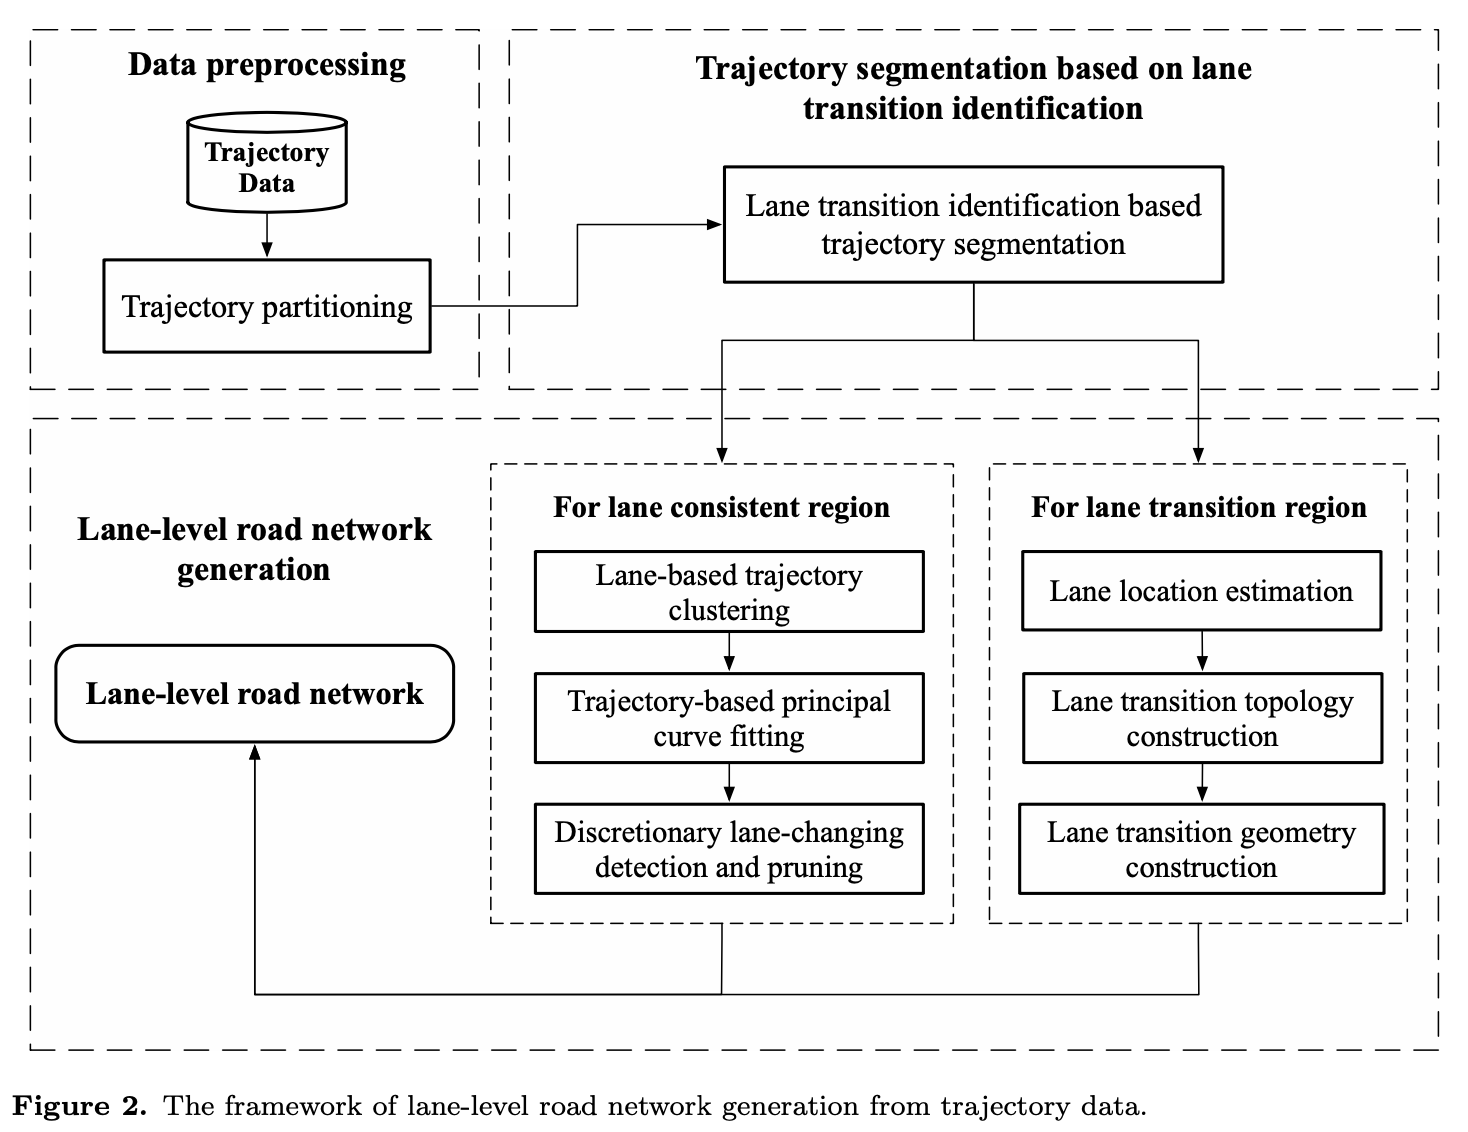 Data preprocessing
Trajectory
Data
Trajectory partitioning
Trajectory segmentation based on lane
transition identification
Lane transition identification based
trajectory segmentation
Lane-level road network
generation
Lane-level road network
For lane consistent region
Lane-based trajectory
clustering
Trajectory-based principal
curve fitting
Discretionary lane-changing
detection and pruning
For lane transition region
Lane location estimation
Lane transition topology
construction
Lane transition geometry
construction
Figure 2. The framework of lane-level road network generation from trajectory data.